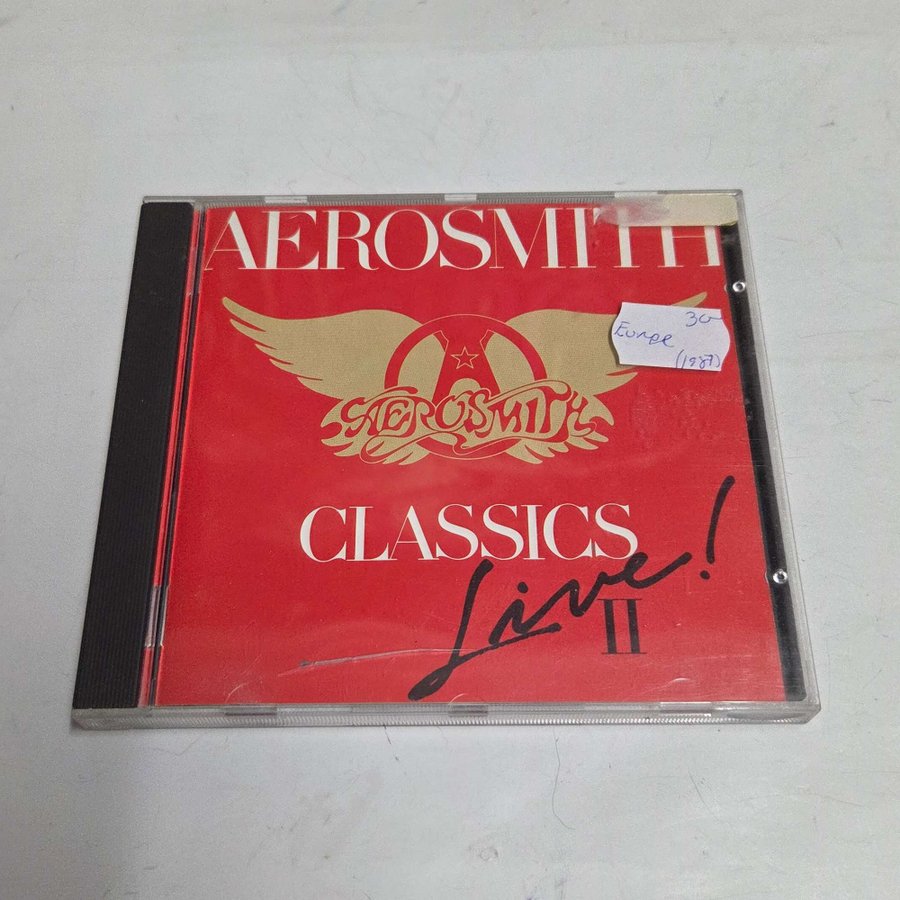 AEROSMITH
30
Europe
(1987)
AEROSMITH
CLASSICS
Live!
II